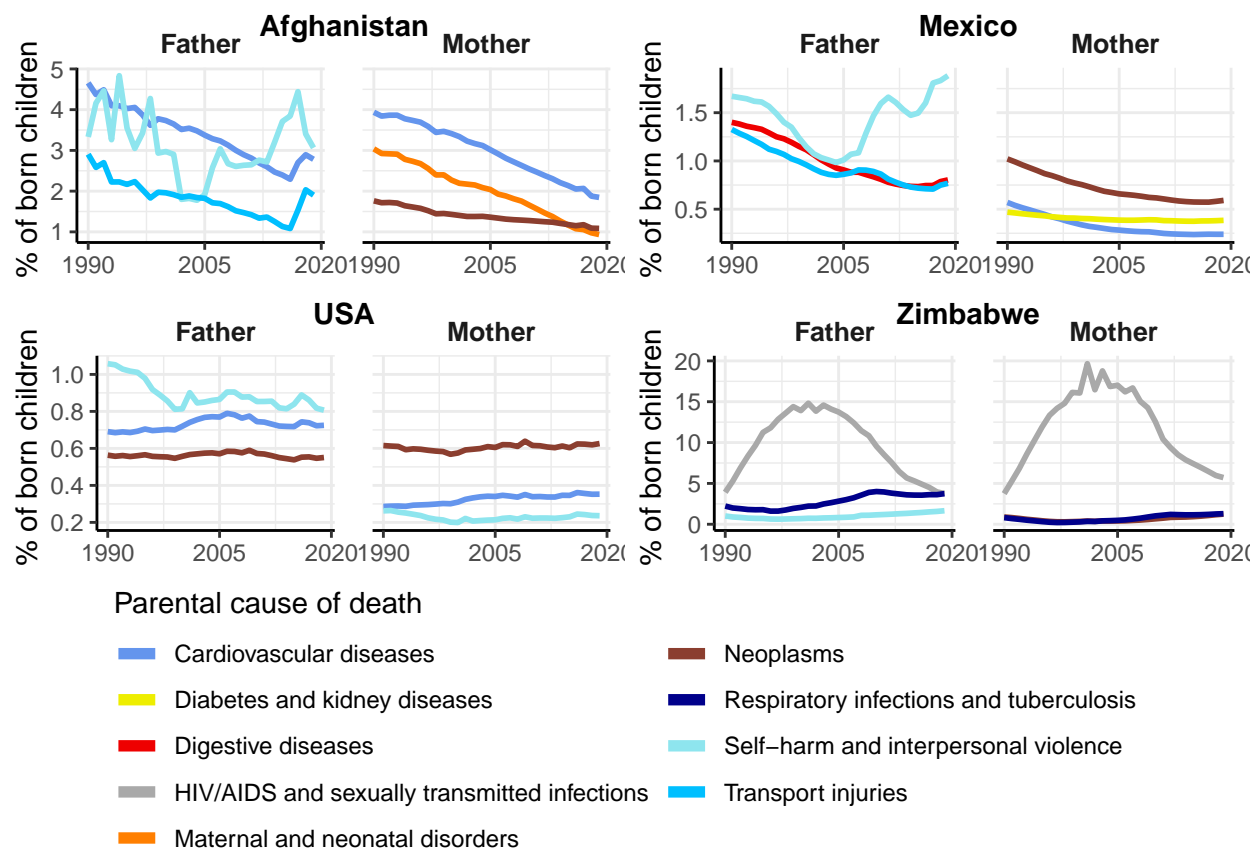 Afghanistan
Father
Mother
% of born children
5
4
3
2
1
1990
2005
2020
1990
2005
2020
Mexico
Father
Mother
% of born children
1.5
1.0
0.5
1990
2005
2020
1990
2005
202
USA
Father
Mother
% of born children
1.0
0.8
0.6
0.4
0.2
1990
2005
2020
1990
2005
2020
Zimbabwe
Father
Mother
% of born children
20
15
10
5
0
1990
2005
2020
1990
2005
2020
Parental cause of death
Cardiovascular diseases
Diabetes and kidney diseases
Digestive diseases
HIV/AIDS and sexually transmitted infections
Maternal and neonatal disorders
Neoplasms
Respiratory infections and tuberculosis
Self−harm and interpersonal violence
Transport injuries